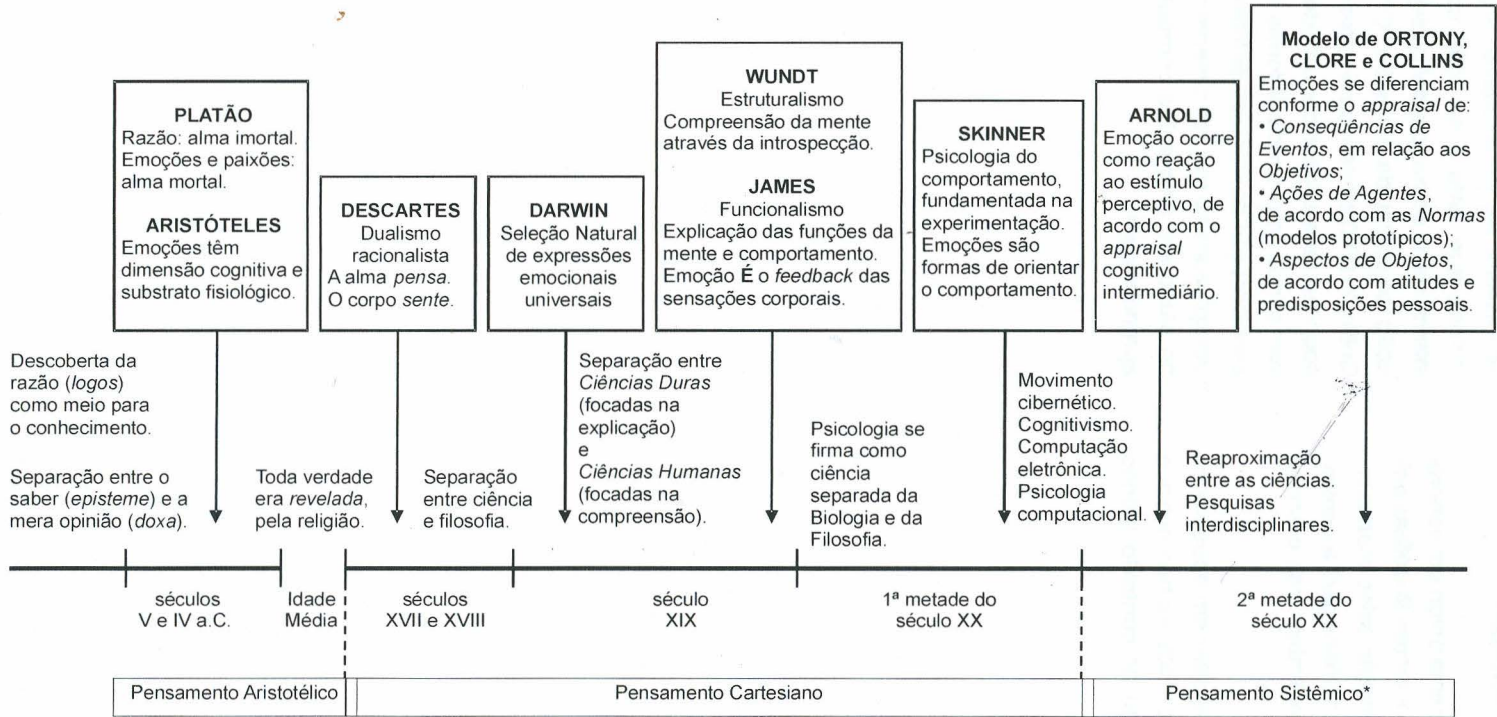 PLATÃO
Razão: alma imortal.
Emoções e paixões:
alma mortal.
ARISTÓTELES
Emoções têm
dimensão cognitiva e
substrato fisiológico.
DESCARTES
Dualismo
racionalista
A alma pensa.
O corpo sente.
DARWIN
Seleção Natural
de expressões
emocionais
universais
WUNDT
Estruturalismo
Compreensão da mente
através da introspecção.
JAMES
Funcionalismo
Explicação das funções da
mente e comportamento.
Emoção É o feedback das
sensações corporais.
SKINNER
Psicologia do
comportamento,
fundamentada na
experimentação.
Emoções são
formas de orientar
o comportamento.
ARNOLD
Emoção ocorre
como reação
ao estímulo
perceptivo, de
acordo com o
appraisal
cognitivo
intermediário.
Modelo de ORTONY,
CLORE e COLLINS
Emoções se diferenciam
conforme o appraisal de:
• Conseqüências de
Eventos, em relação aos
Objetivos;
• Ações de Agentes,
de acordo com as Normas
(modelos prototípicos);
• Aspectos de Objetos,
de acordo com atitudes e
predisposições pessoais.
Descoberta da
razão (logos)
como meio para
o conhecimento.
Separação entre o
saber (episteme) e a
mera opinião (doxa).
Toda verdade
era revelada,
pela religião.
Separação
entre ciência
e filosofia.
Separação entre
Ciências Duras
(focadas na
explicação)
e
Ciências Humanas
(focadas na
compreensão).
Psicologia se
firma como
ciência
separada da
Biologia e da
Filosofia.
Movimento
cibernético.
Cognitivismo.
Computação
eletrônica.
Psicologia
computacional.
Reaproximação
entre as ciências.
Pesquisas
interdisciplinares.
séculos
V e IV a.C.
Idade
Média
séculos
XVII e XVIII
século
XIX
1ª metade do
século XX
2ª metade do
século XX
Pensamento Aristotélico
Pensamento Cartesiano
Pensamento Sistêmico*